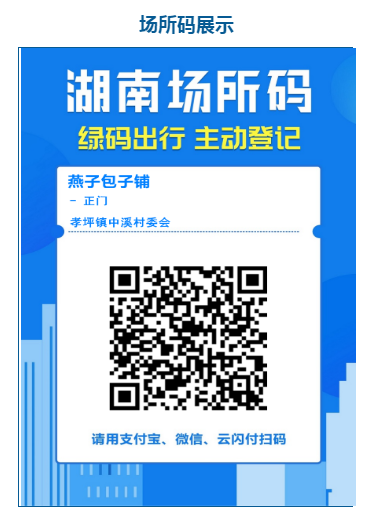 场所码展示
湖南场所码
绿码出行 主动登记
燕子包子铺
- 正门
孝坪镇中溪村委会
请用支付宝、微信、云闪付扫码